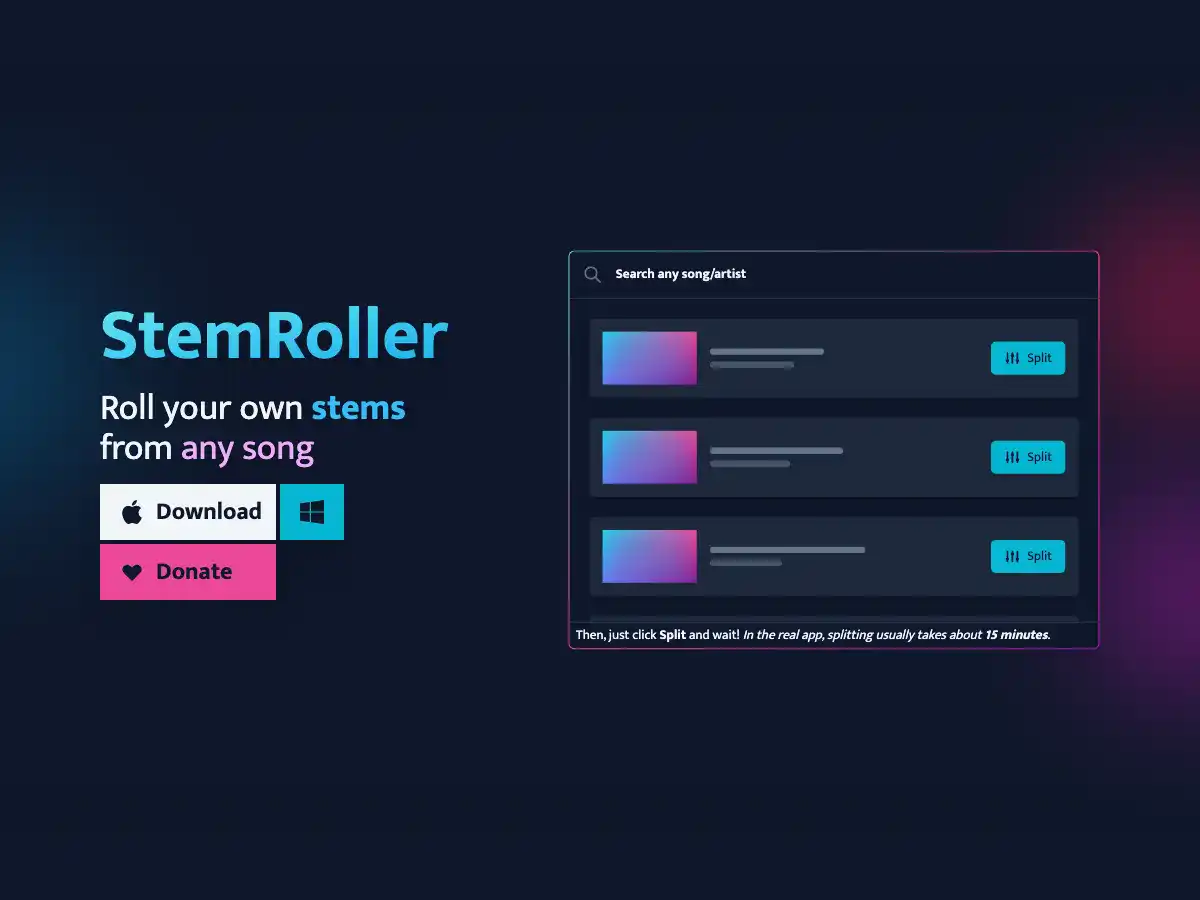 StemRoller
Roll your own stems
from any song
Download
Donate
Search any song/artist
Split
Split
Split
Then, just click Split and wait! In the real app, splitting usually takes about 15 minutes.